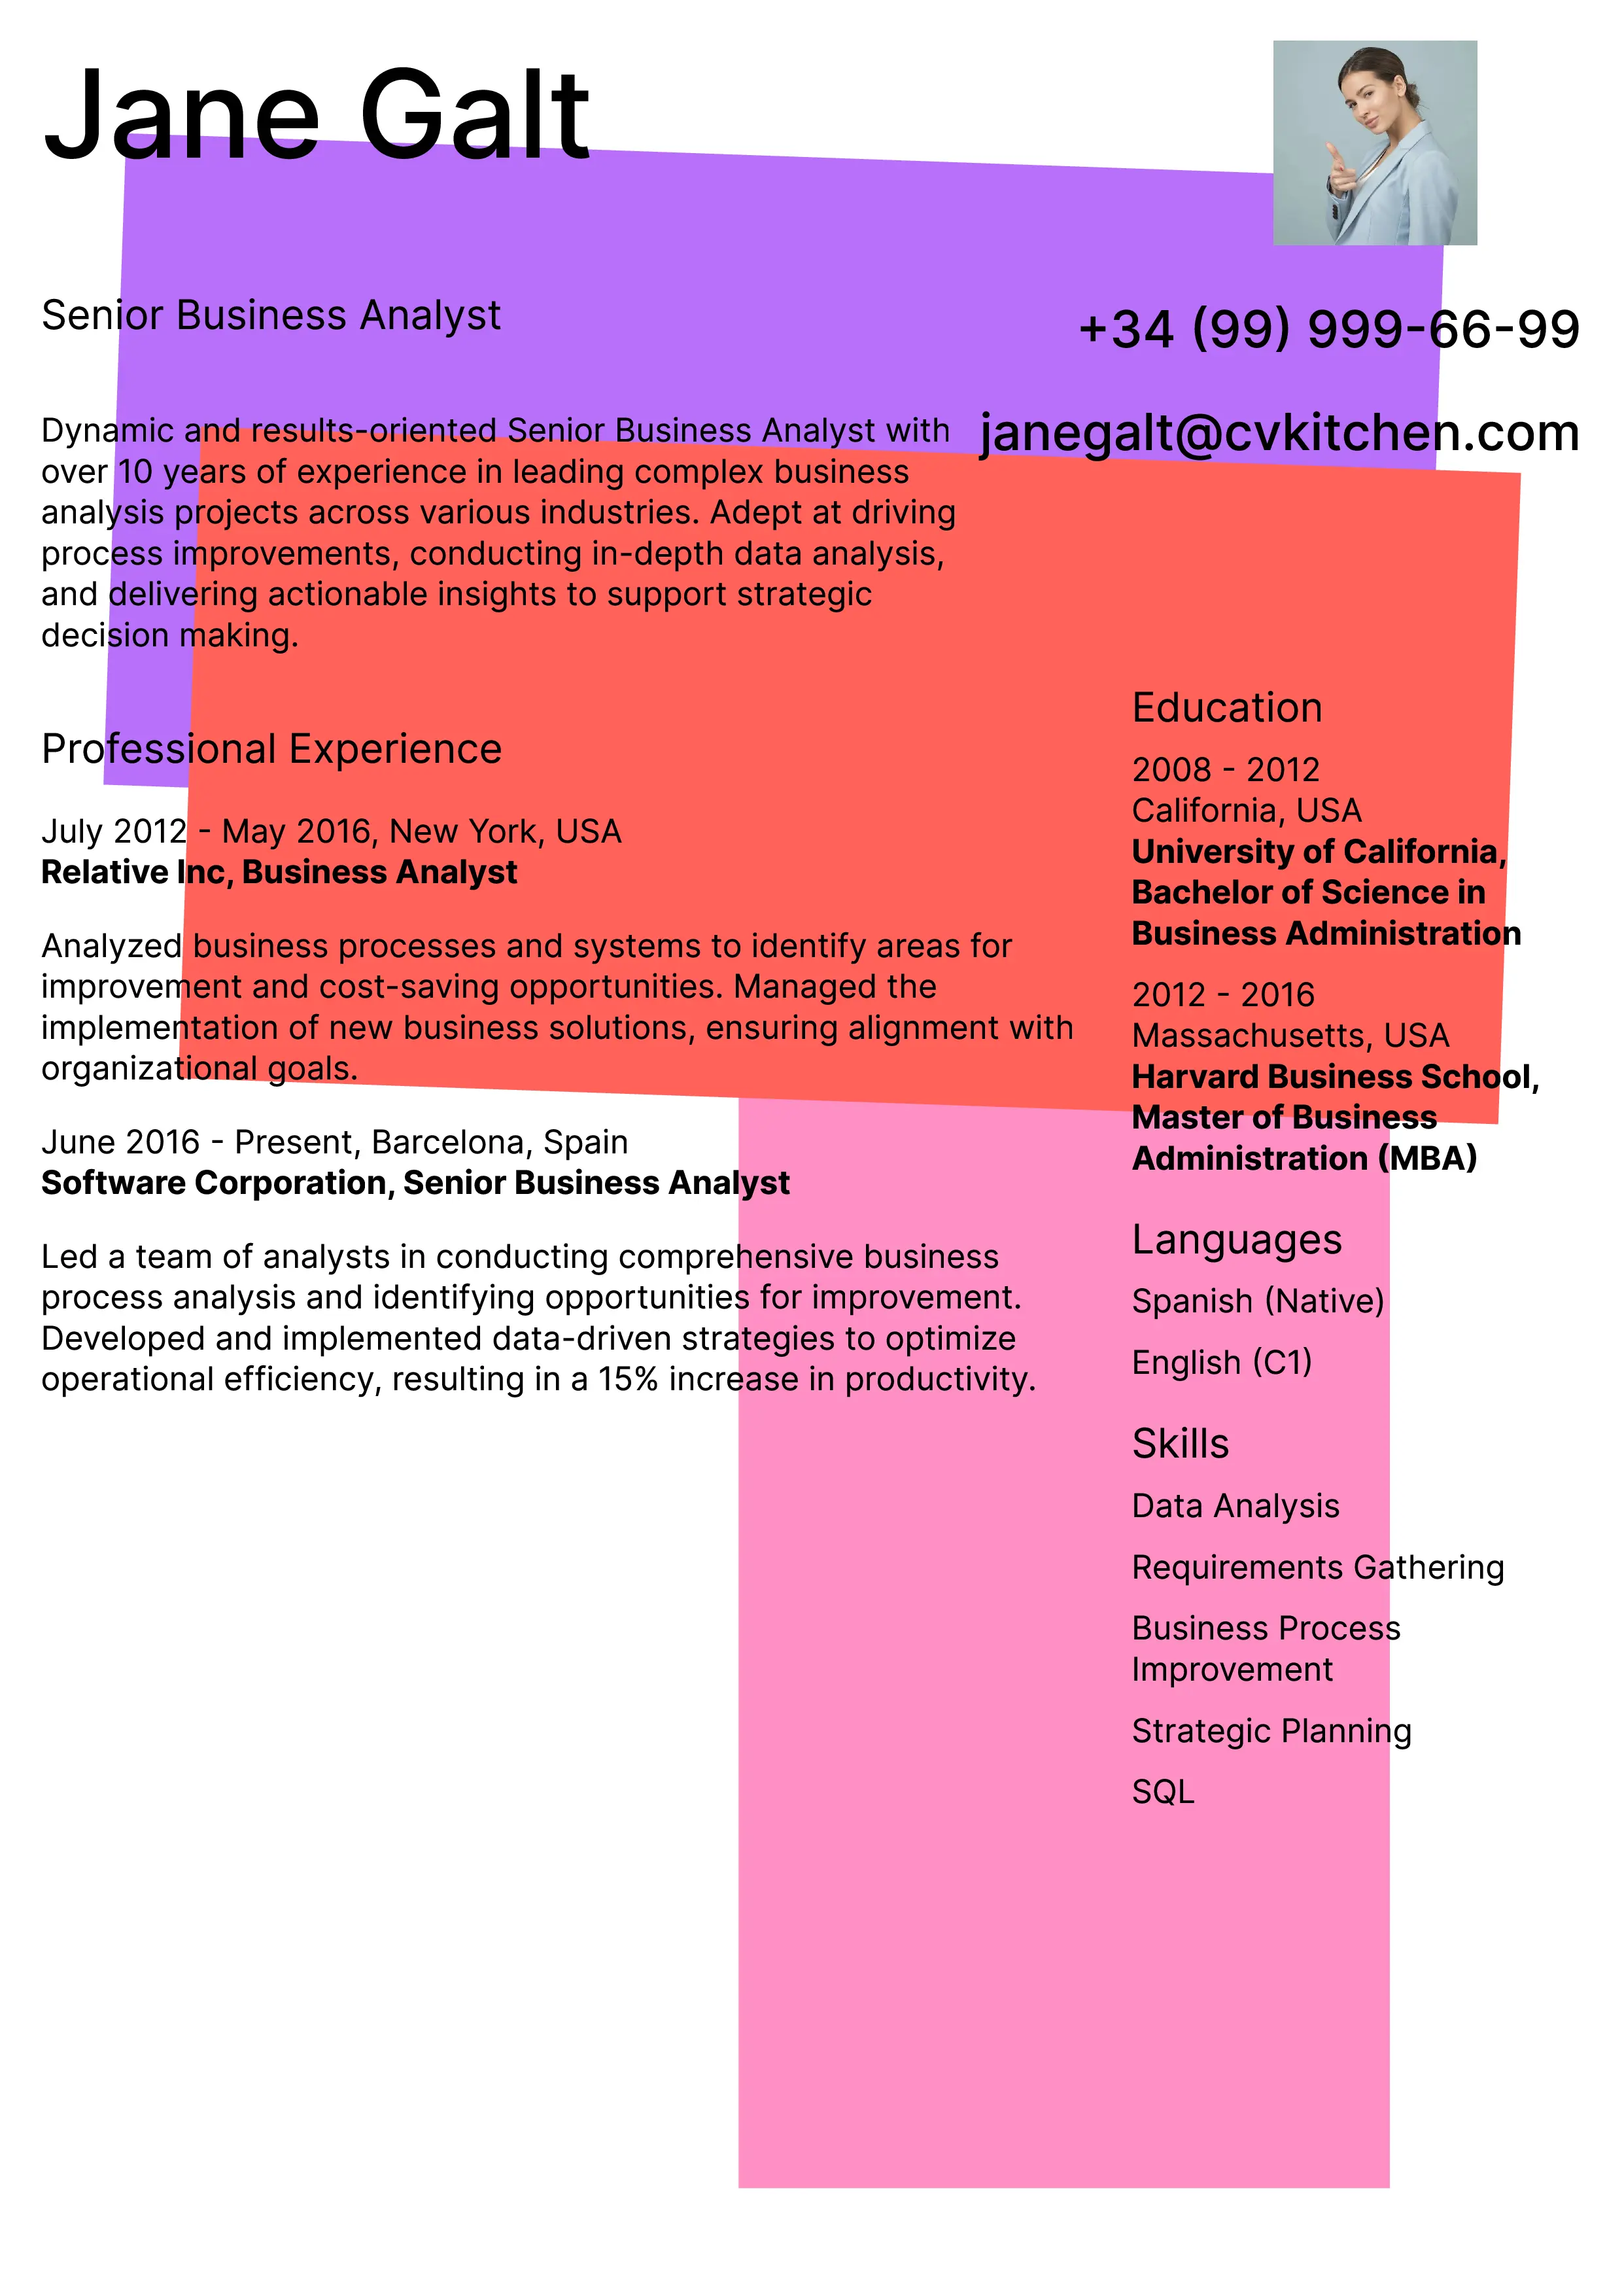 Jane Galt
Senior Business Analyst
+34 (99) 999-66-99
janegalt@cvkitchen.com
Dynamic and results-oriented Senior Business Analyst with
over 10 years of experience in leading complex business
analysis projects across various industries. Adept at driving
process improvements, conducting in-depth data analysis,
and delivering actionable insights to support strategic
decision making.
Professional Experience
July 2012 - May 2016, New York, USA
Relative Inc, Business Analyst
Analyzed business processes and systems to identify areas for
improvement and cost-saving opportunities. Managed the
implementation of new business solutions, ensuring alignment with
organizational goals.
June 2016 - Present, Barcelona, Spain
Software Corporation, Senior Business Analyst
Led a team of analysts in conducting comprehensive business
process analysis and identifying opportunities for improvement.
Developed and implemented data-driven strategies to optimize
operational efficiency, resulting in a 15% increase in productivity.
Education
2008 - 2012
California, USA
University of California,
Bachelor of Science in
Business Administration
2012 - 2016
Massachusetts, USA
Harvard Business School,
Master of Business
Administration (MBA)
Languages
Spanish (Native)
English (C1)
Skills
Data Analysis
Requirements Gathering
Business Process
Improvement
Strategic Planning
SQL